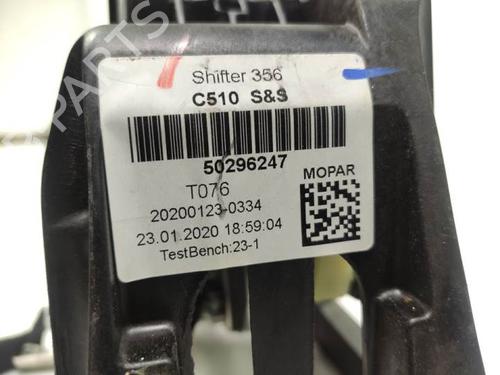 Shifter 356
C510 S&S
50296247
MOPAR
T076
20200123-0334
23.01.2020 18:59:04
TestBench:23-1
PARTS